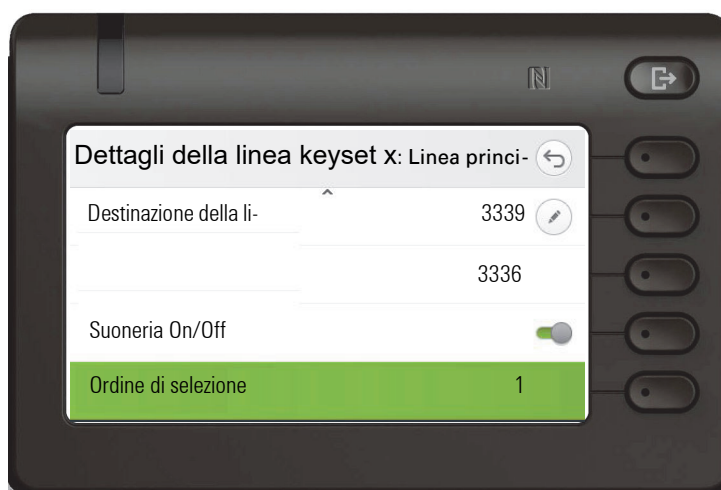 Dettagli della linea keyset x: Linea princi-
Destinazione della li- 3339
3336
Suoneria On/Off
Ordine di selezione 1